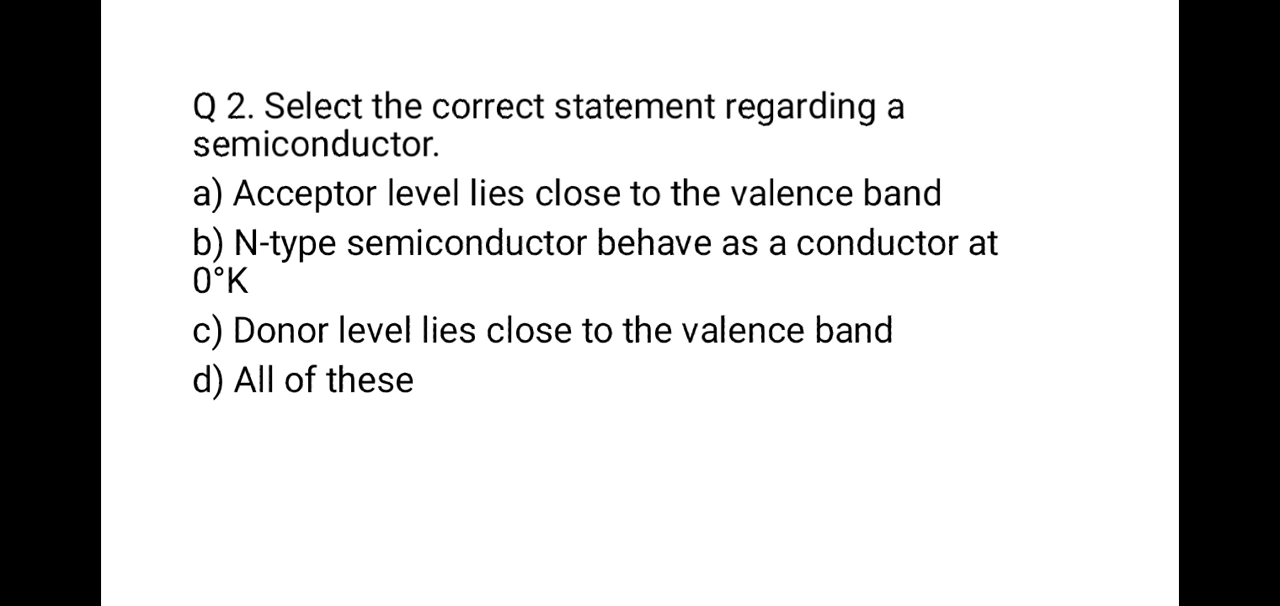 Q 2. Select the correct statement regarding a
semiconductor.
a) Acceptor level lies close to the valence band
b) N-type semiconductor behave as a conductor at
0°K
c) Donor level lies close to the valence band
d) All of these